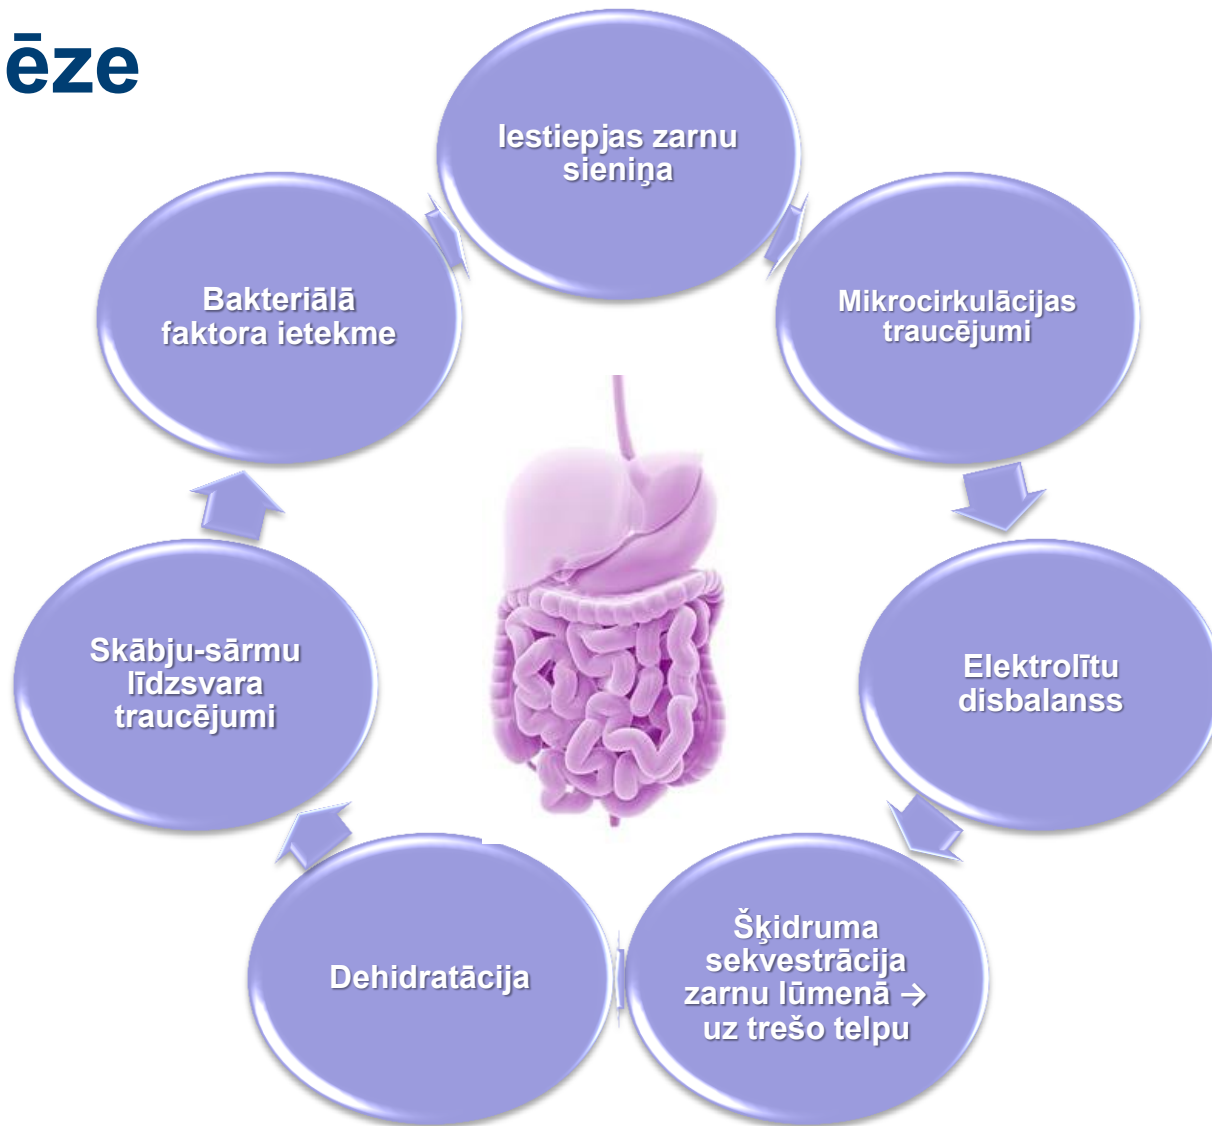 ēze
Iestiepjas zarnu
sieniņa
Mikrocirkulācijas
traucējumi
Elektrolītu
disbalanss
Šķidruma
sekvestrācija
zarnu lūmenā →
uz trešo telpu
Dehidratācija
Skābju-sārmu
līdzsvara
traucējumi
Bakteriālā
faktora ietekme